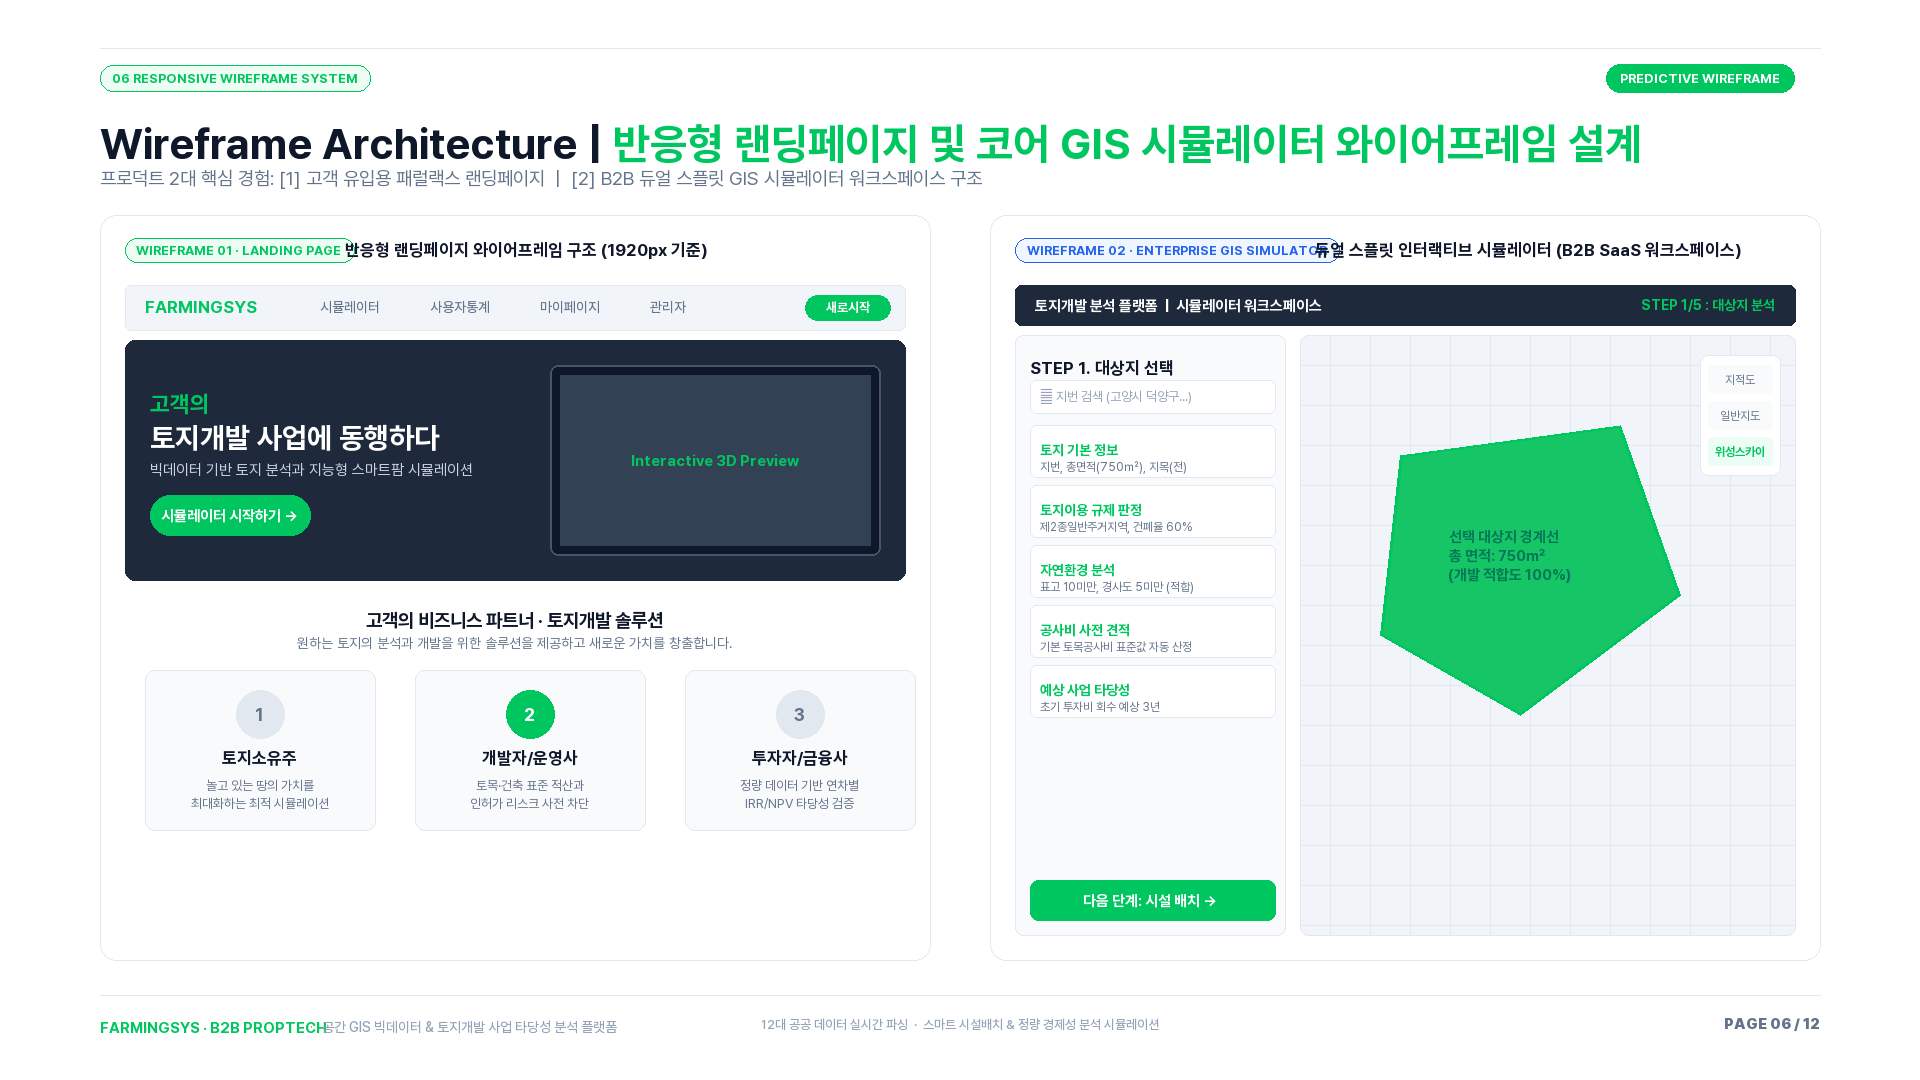 06 RESPONSIVE WIREFRAME SYSTEM
PREDICTIVE WIREFRAME
Wireframe Architecture | 반응형 랜딩페이지 및 코어 GIS 시뮬레이터 와이어프레임 설계
프로덕트 2대 핵심 경험: [1] 고객 유입용 패럴랙스 랜딩페이지 | [2] B2B 듀얼 스플릿 GIS 시뮬레이터 워크스페이스 구조
WIREFRAME 01 · LANDING PAGE 반응형 랜딩페이지 와이어프레임 구조 (1920px 기준)
FARMINGSYS 시뮬레이터 사용자통계 마이페이지 관리자 새로시작
고객의
토지개발 사업에 동행하다
빅데이터 기반 토지 분석과 지능형 스마트팜 시뮬레이션
시뮬레이터 시작하기 →
Interactive 3D Preview
고객의 비즈니스 파트너 · 토지개발 솔루션
원하는 토지의 분석과 개발을 위한 솔루션을 제공하고 새로운 가치를 창출합니다.
1
토지소유주
놀고 있는 땅의 가치를
최대화하는 최적 시뮬레이션
2
개발자/운영사
토목·건축 표준 적산과
인허가 리스크 사전 차단
3
투자자/금융사
정량 데이터 기반 연차별
IRR/NPV 타당성 검증
WIREFRAME 02 · ENTERPRISE GIS SIMULATOR 듀얼 스플릿 인터랙티브 시뮬레이터 (B2B SaaS 워크스페이스)
토지개발 분석 플랫폼 | 시뮬레이터 워크스페이스
STEP 1/5 : 대상지 분석
STEP 1. 대상지 선택
지번 검색 (고양시 덕양구...)
토지 기본 정보
지번, 총면적(750m²), 지목(전)
토지이용 규제 판정
제2종일반주거지역, 건폐율 60%
자연환경 분석
표고 10미만, 경사도 5미만 (적합)
공사비 사전 견적
기본 토목공사비 표준값 자동 산정
예상 사업 타당성
초기 투자비 회수 예상 3년
다음 단계: 시설 배치 →
지적도
일반지도
위성스카이
선택 대상지 경계선
총 면적: 750m²
(개발 적합도 100%)
FARMINGSYS · B2B PROPTECH 공간 GIS 빅데이터 & 토지개발 사업 타당성 분석 플랫폼
12대 공공 데이터 실시간 파싱 · 스마트 시설배치 & 정량 경제성 분석 시뮬레이션
PAGE 06 / 12